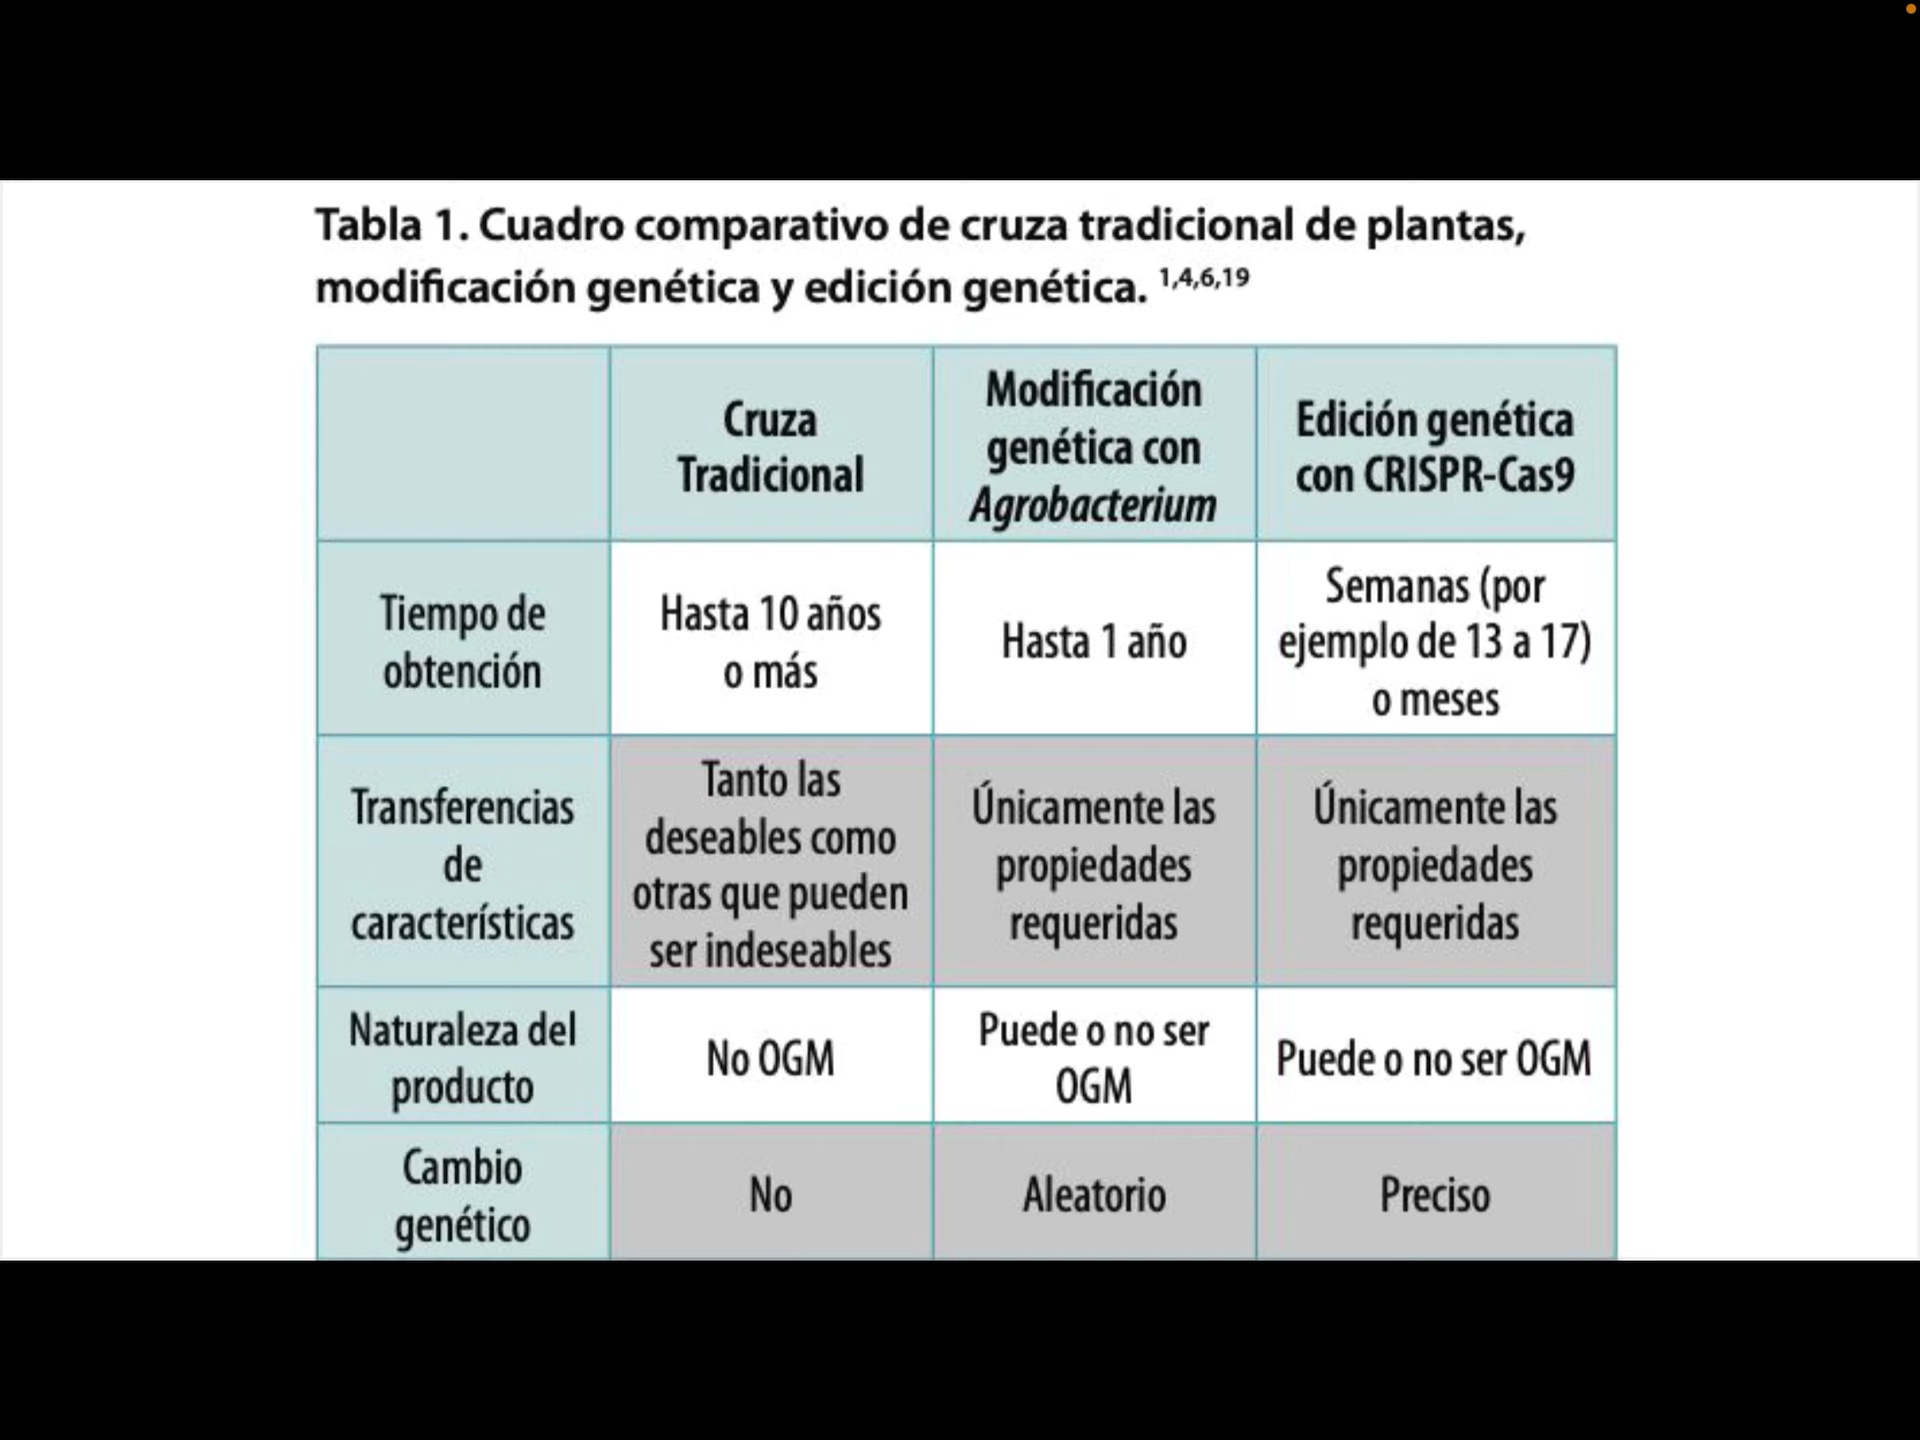 Tabla 1. Cuadro comparativo de cruza tradicional de plantas,
modificación genética y edición genética. 1,4,6,19
Cruza
Tradicional
Modificación
genética con
Agrobacterium
Edición genética
con CRISPR-Cas9
Tiempo de
obtención
Hasta 10 años
o más
Hasta 1 año
Semanas (por
ejemplo de 13 a 17)
o meses
Transferencias
de
características
Tanto las
deseables como
otras que pueden
ser indeseables
Únicamente las
propiedades
requeridas
Únicamente las
propiedades
requeridas
Naturaleza del
producto
No OGM
Puede o no ser
OGM
Puede o no ser OGM
Cambio
genético
No
Aleatorio
Preciso